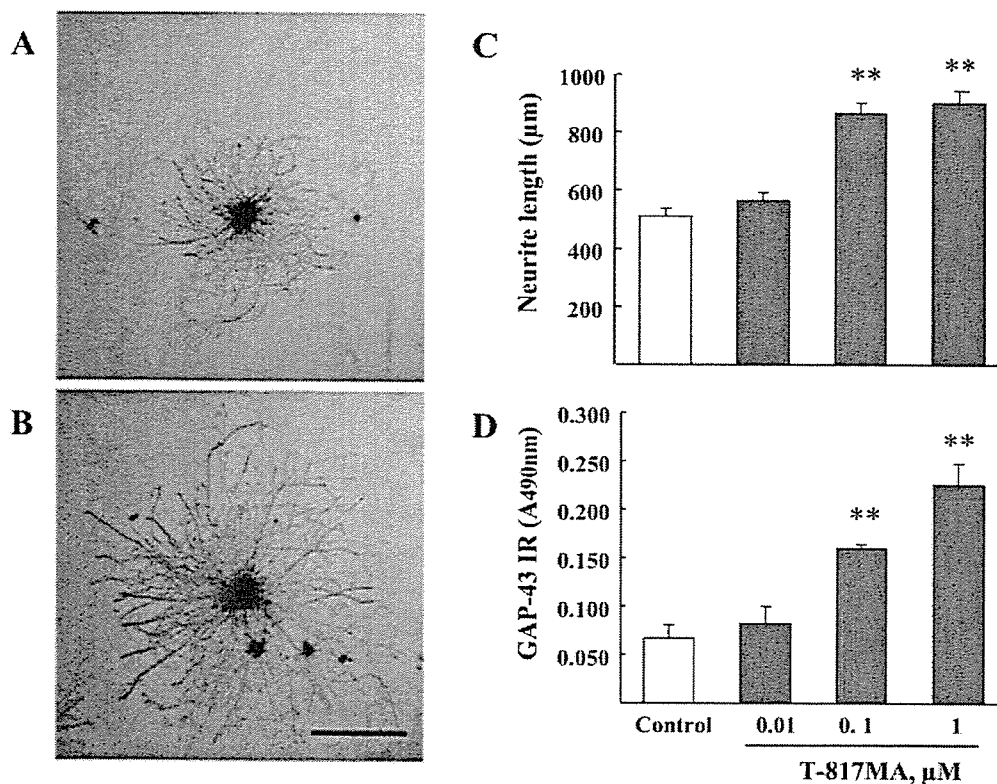 A
B
C
**
**
1000
800
600
400
200
Neurite length (µm)
D
**
**
0.300
0.250
0.200
0.150
0.100
0.050
GAP-43 IR (A490nm)
Control 0.01 0. 1 1
T-817MA, µM